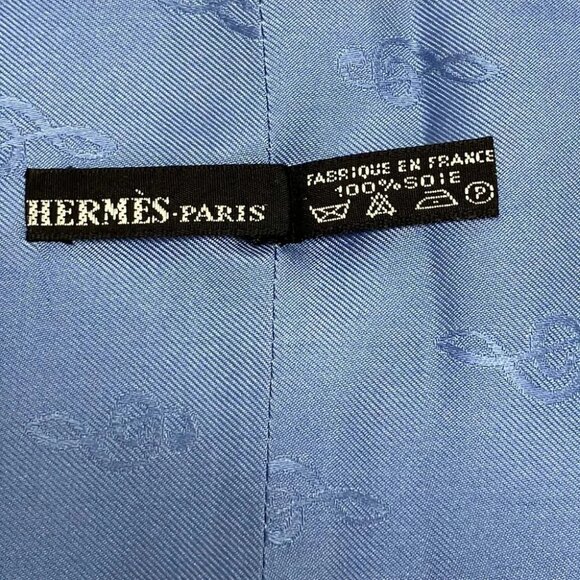 HERMÈS-PARIS
FABRIQUE EN FRANCE
100% SOIE
P